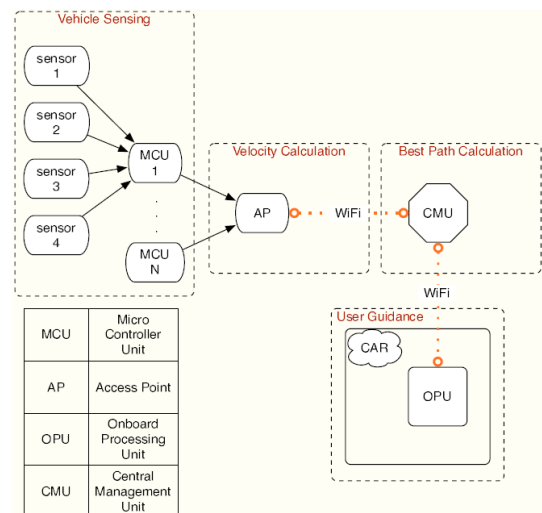 Vehicle Sensing
sensor
1
sensor
2
sensor
3
sensor
4
MCU
1
.
.
.
MCU
N
Velocity Calculation
AP
WiFi
Best Path Calculation
CMU
WiFi
User Guidance
CAR
OPU
MCU
Micro
Controller
Unit
AP
Access Point
OPU
Onboard
Processing
Unit
CMU
Central
Management
Unit